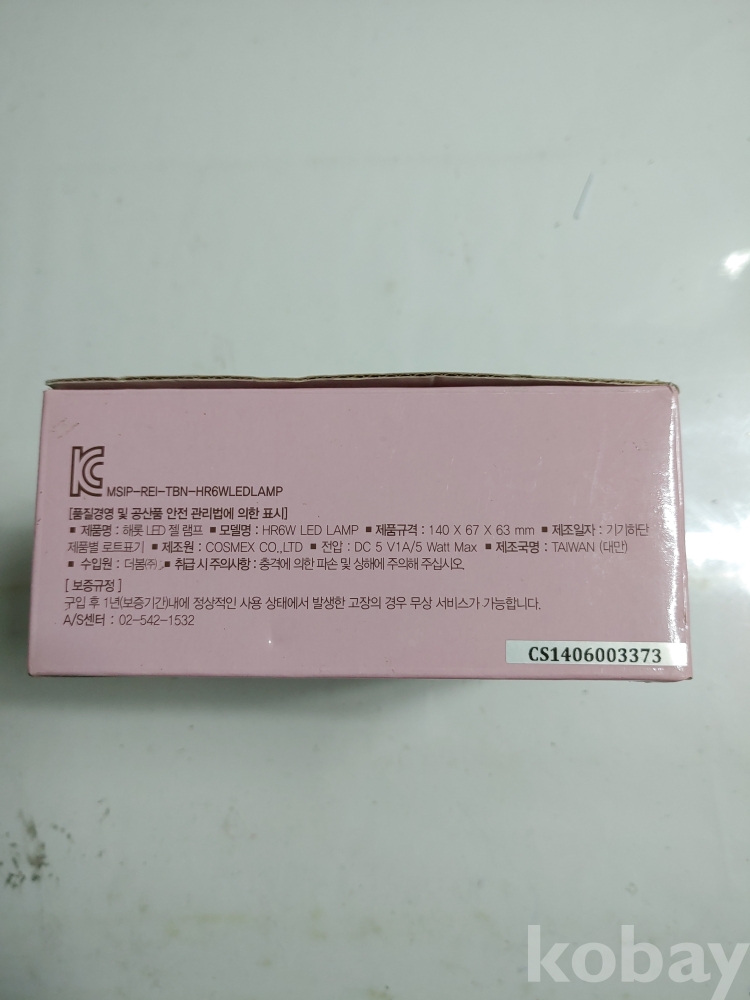 KC
MSIP-REI-TBN-HR6WLEDLAMP
[품질경영 및 공산품 안전 관리법에 의한 표시]
■ 제품명 : 해롯 LED 젤 램프 ■ 모델명 : HR6W LED LAMP ■ 제품규격 : 140 X 67 X 63 mm ■ 제조일자 : 기기하단
제품별 로트표기 ■ 제조원 : COSMEX CO.,LTD ■ 전압 : DC 5 V1A/5 Watt Max ■ 제조국명 : TAIWAN (대만)
■ 수입원 : 더봄㈜ ■ 취급 시 주의사항 : 충격에 의한 파손 및 상해에 주의해 주십시오.
[ 보증규정 ]
구입 후 1년(보증기간)내에 정상적인 사용 상태에서 발생한 고장의 경우 무상 서비스가 가능합니다.
A/S센터 : 02-542-1532
CS1406003373
kobay